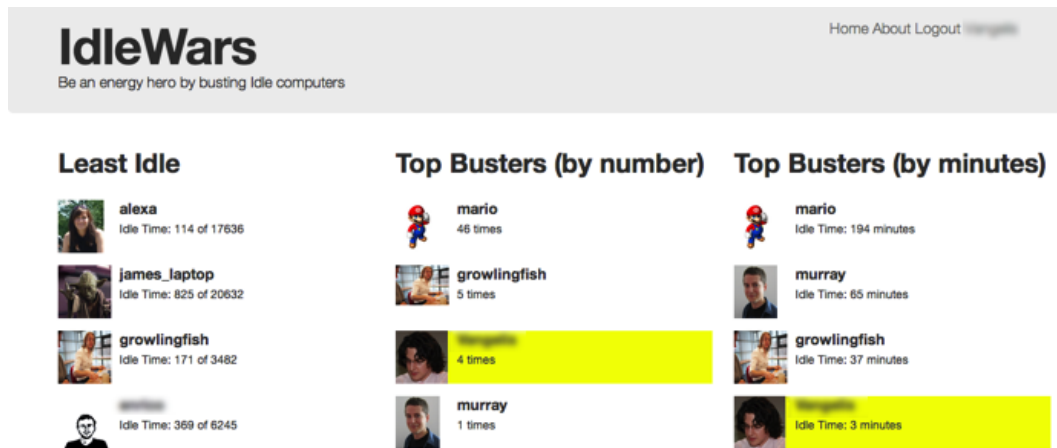 IdleWars
Be an energy hero by busting Idle computers
Home About Logout
Least Idle
alexa
Idle Time: 114 of 17636
james_laptop
Idle Time: 825 of 20632
growlingfish
Idle Time: 171 of 3482
Idle Time: 369 of 6245
Top Busters (by number)
mario
46 times
growlingfish
5 times
4 times
murray
1 times
Top Busters (by minutes)
mario
Idle Time: 194 minutes
murray
Idle Time: 65 minutes
growlingfish
Idle Time: 37 minutes
Idle Time: 3 minutes